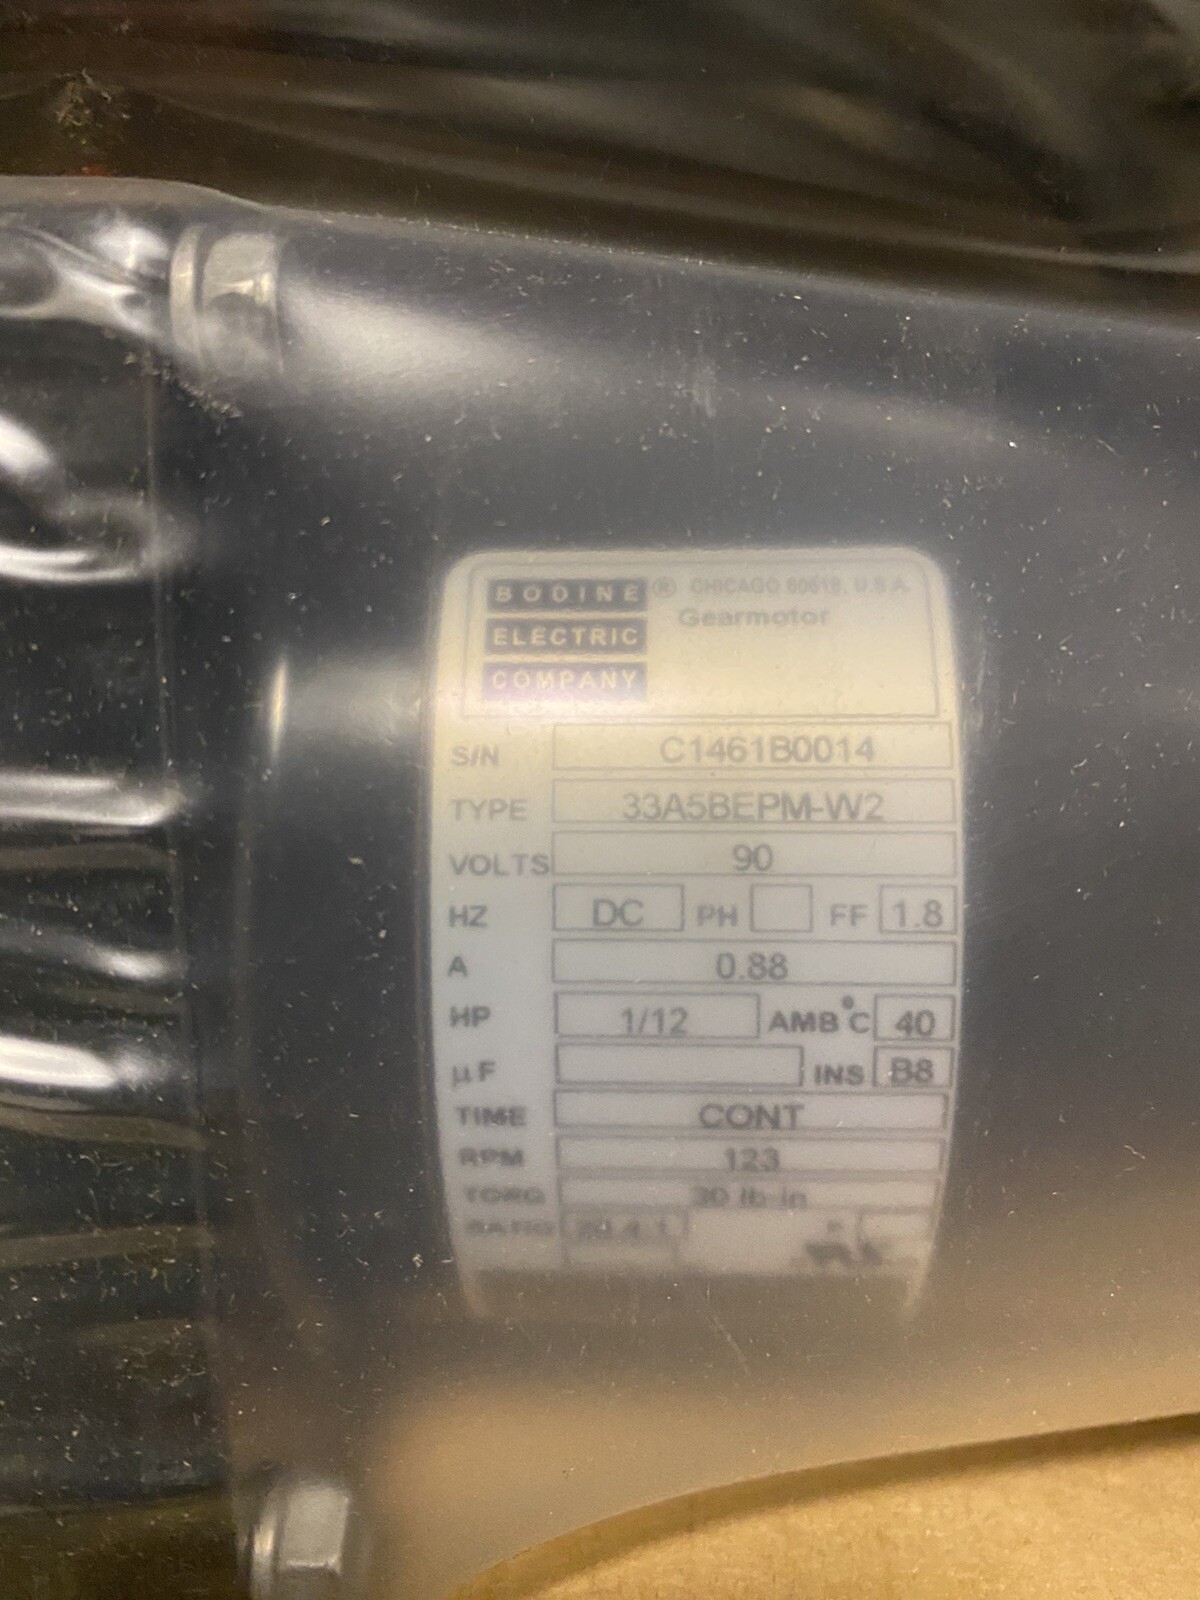 BODINE ® CHICAGO 60618, U.S.A.
ELECTRIC Gearmotor
COMPANY
S/N C1461B0014
TYPE 33A5BEPM-W2
VOLTS 90
HZ DC PH FF 1.8
A 0.88
HP 1/12 AMB°C 40
µF INS B8
TIME CONT
RPM 123
TORQ 30 lb-in
RATIO